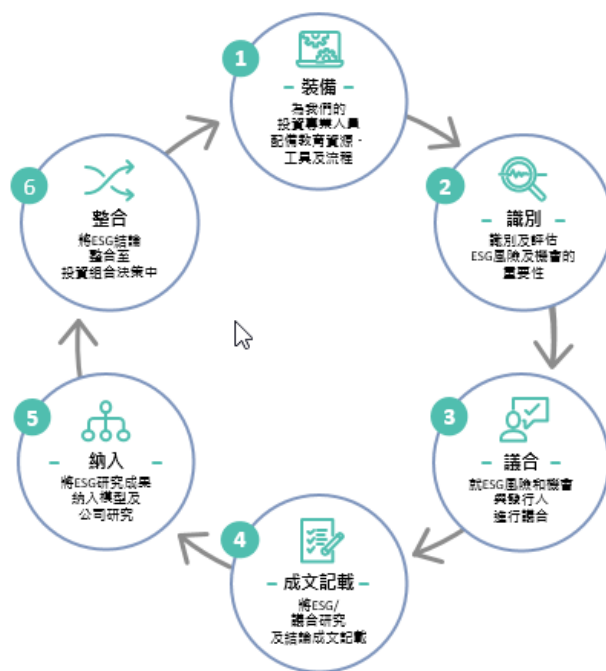 1
裝備
為我們的
投資專業人員
配備教育資源、
工具及流程
2
識別
識別及評估
ESG風險及機會的
重要性
3
議合
就ESG風險和機會
與發行人
進行議合
4
成文記載
將ESG/
議合研究
及結論成文記載
5
納入
將ESG研究成果
納入模型及
公司研究
6
整合
將ESG結論
整合至
投資組合決策中